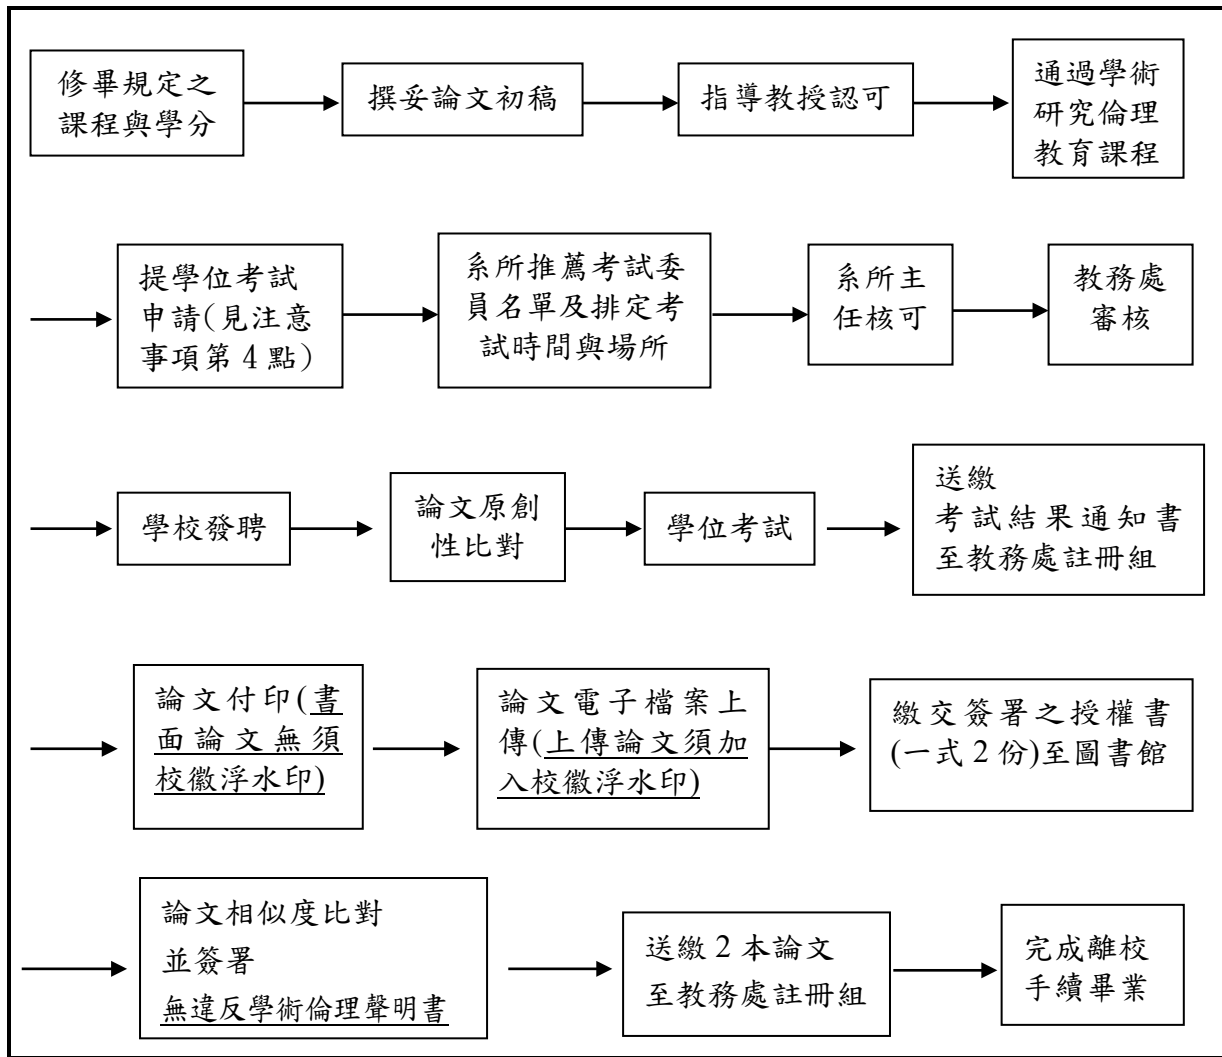 修畢規定之
課程與學分
撰妥論文初稿
指導教授認可
通過學術
研究倫理
教育課程
提學位考試
申請(見注意
事項第 4 點)
系所推薦考試委
員名單及排定考
試時間與場所
系所主
任核可
教務處
審核
學校發聘
論文原創
性比對
學位考試
送繳
考試結果通知書
至教務處註冊組
論文付印(書
面論文無須
校徽浮水印)
論文電子檔案上
傳(上傳論文須加
入校徽浮水印)
繳交簽署之授權書
(一式 2 份)至圖書館
論文相似度比對
並簽署
無違反學術倫理聲明書
送繳 2 本論文
至教務處註冊組
完成離校
手續畢業